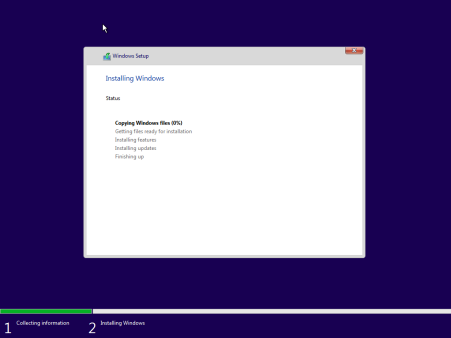 Windows Setup
Installing Windows
Status
Copying Windows files (0%)
Getting files ready for installation
Installing features
Installing updates
Finishing up
1 Collecting information
2 Installing Windows